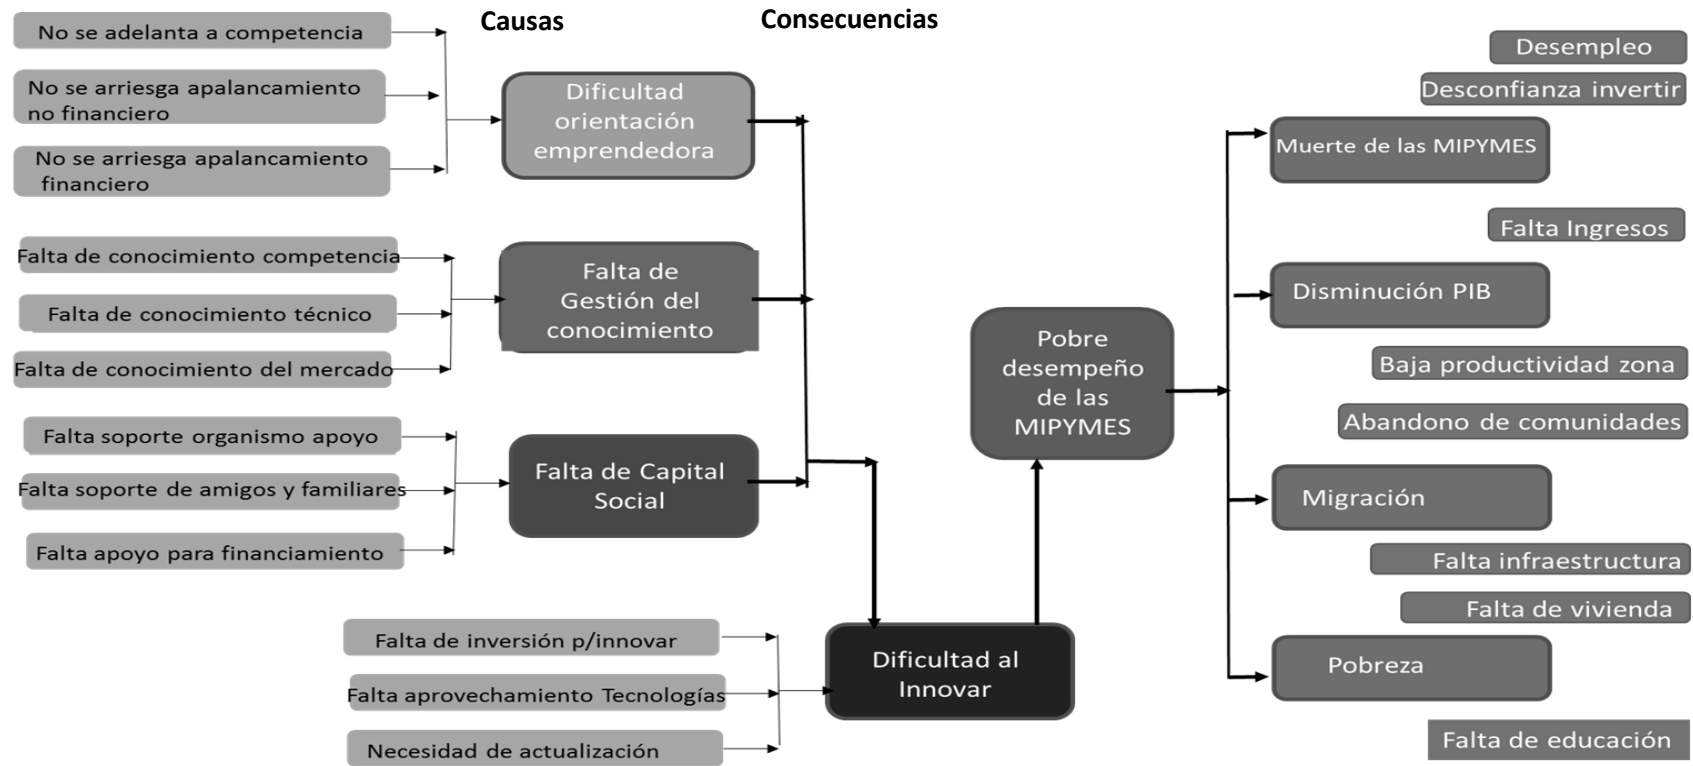 Causas
Consecuencias
No se adelanta a competencia
No se arriesga apalancamiento
no financiero
No se arriesga apalancamiento
financiero
Dificultad
orientación
emprendedora
Falta de conocimiento competencia
Falta de conocimiento técnico
Falta de conocimiento del mercado
Falta de
Gestión del
conocimiento
Falta soporte organismo apoyo
Falta soporte de amigos y familiares
Falta apoyo para financiamiento
Falta de Capital
Social
Falta de inversión p/innovar
Falta aprovechamiento Tecnologías
Necesidad de actualización
Dificultad al
Innovar
Pobre
desempeño
de las
MIPYMES
Desempleo
Desconfianza invertir
Muerte de las MIPYMES
Falta Ingresos
Disminución PIB
Baja productividad zona
Abandono de comunidades
Migración
Falta infraestructura
Falta de vivienda
Pobreza
Falta de educación